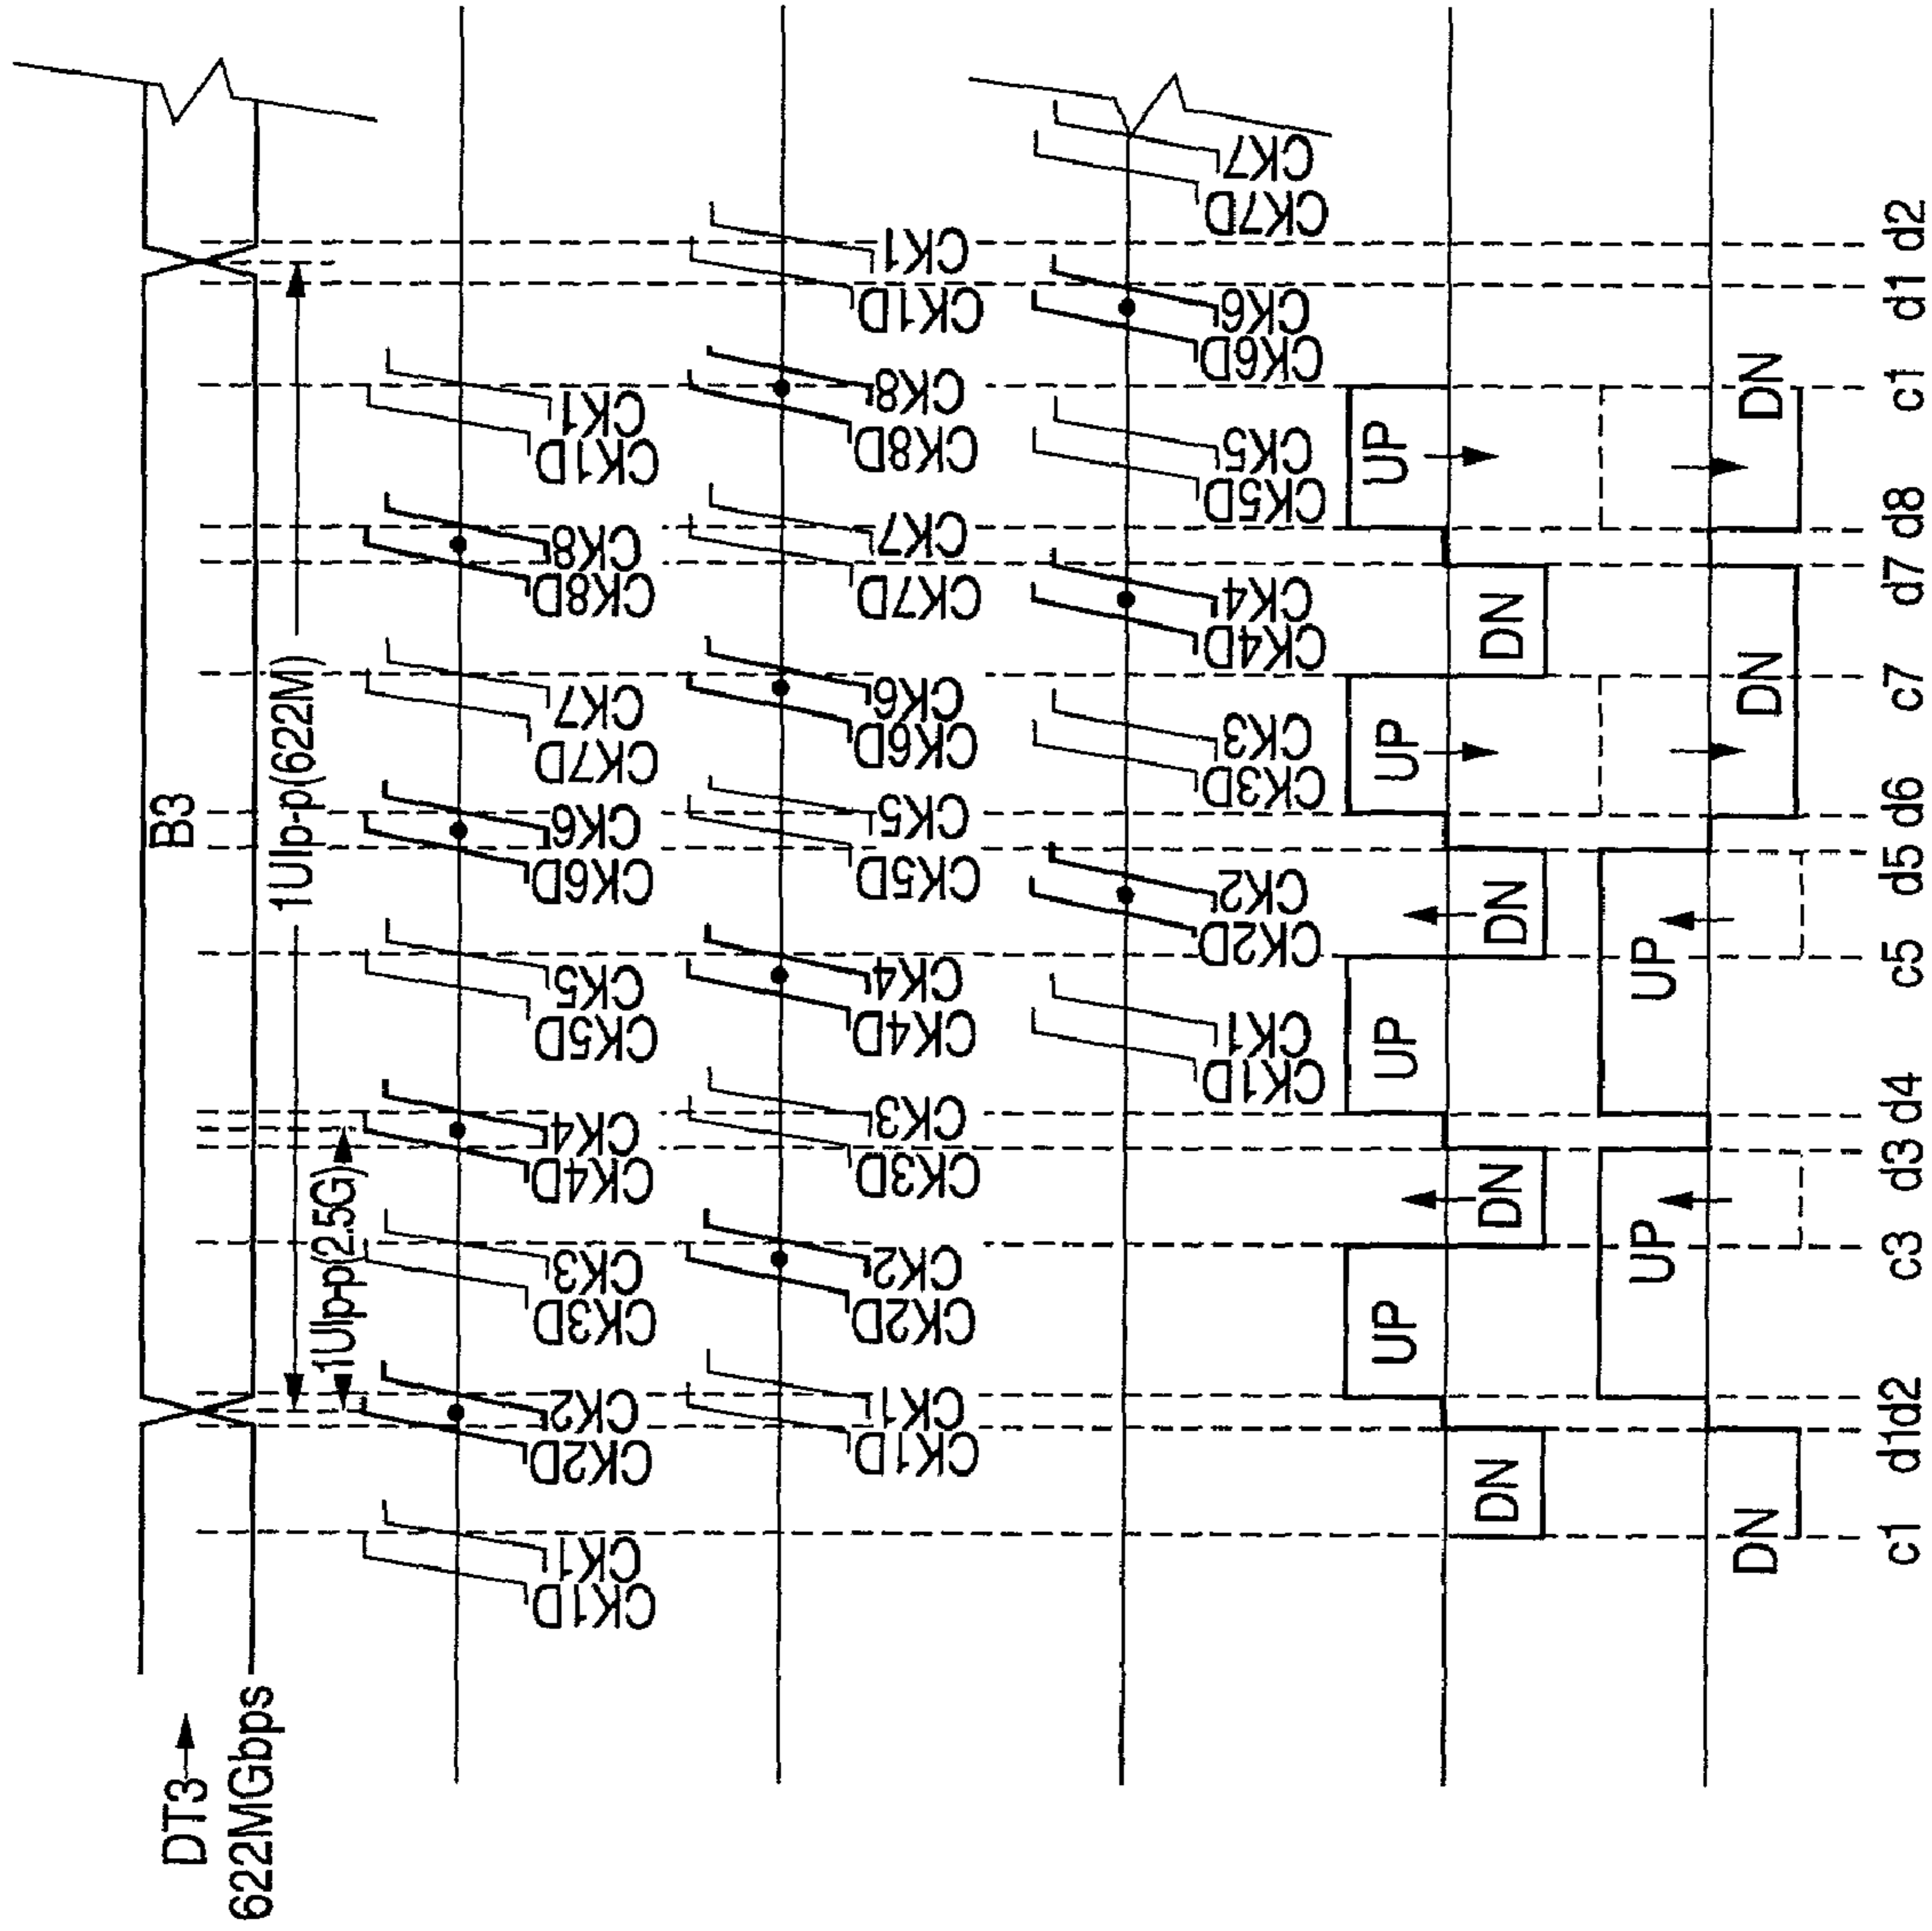 B3
DT3
622MGbps
1UIp-p(622M)
1UIp-p(2.5G)
CK1 CK2 CK3 CK4 CK5 CK6 CK7 CK8 CK1
CK1D CK2D CK3D CK4D CK5D CK6D CK7D CK8D CK1D
CK1 CK2 CK3 CK4 CK5 CK6 CK7 CK8 CK1
CK1D CK2D CK3D CK4D CK5D CK6D CK7D CK8D CK1D
CK1 CK2 CK3 CK4 CK5 CK6 CK7
CK1D CK2D CK3D CK4D CK5D CK6D CK7D
UP UP UP UP
DN DN DN DN
UP UP
DN DN DN
c1 d1d2 c3 d3 d4 c5 d5 d6 c7 d7 d8 c1 d1 d2